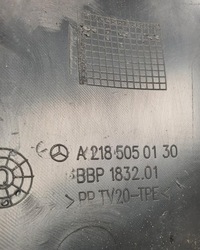 A 218 505 01 30
BBP 1832.01
>PP TV20-TPE<